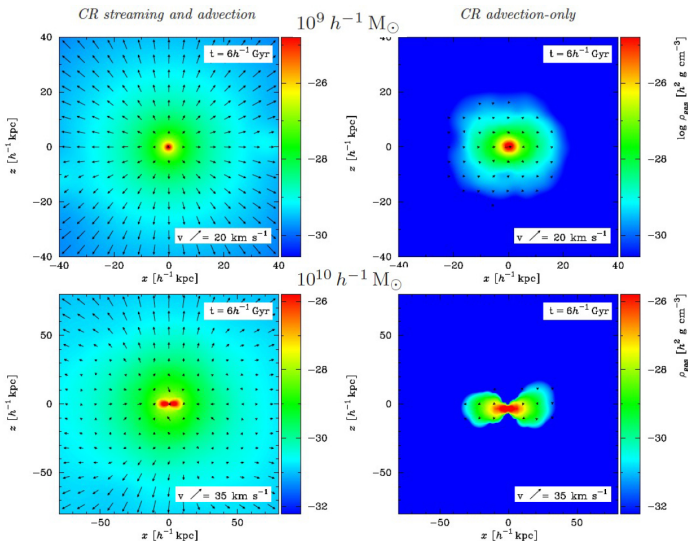 CR streaming and advection
10⁹ h⁻¹ M☉
CR advection-only
t = 6h⁻¹ Gyr
v ↗ = 20 km s⁻¹
40
20
0
−20
−40
z [h⁻¹ kpc]
−40 −20 0 20 40
x [h⁻¹ kpc]
−26
−28
−30
t = 6h⁻¹ Gyr
v ↗ = 20 km s⁻¹
40
20
0
−20
−40
z [h⁻¹ kpc]
−40 −20 0 20 40
x [h⁻¹ kpc]
−26
−28
−30
log ρgas [h² g cm⁻³]
10¹⁰ h⁻¹ M☉
t = 6h⁻¹ Gyr
v ↗ = 35 km s⁻¹
50
0
−50
z [h⁻¹ kpc]
−50 0 50
x [h⁻¹ kpc]
−26
−28
−30
−32
t = 6h⁻¹ Gyr
v ↗ = 35 km s⁻¹
50
0
−50
z [h⁻¹ kpc]
−50 0 50
x [h⁻¹ kpc]
−26
−28
−30
−32
ρgas [h² g cm⁻³]